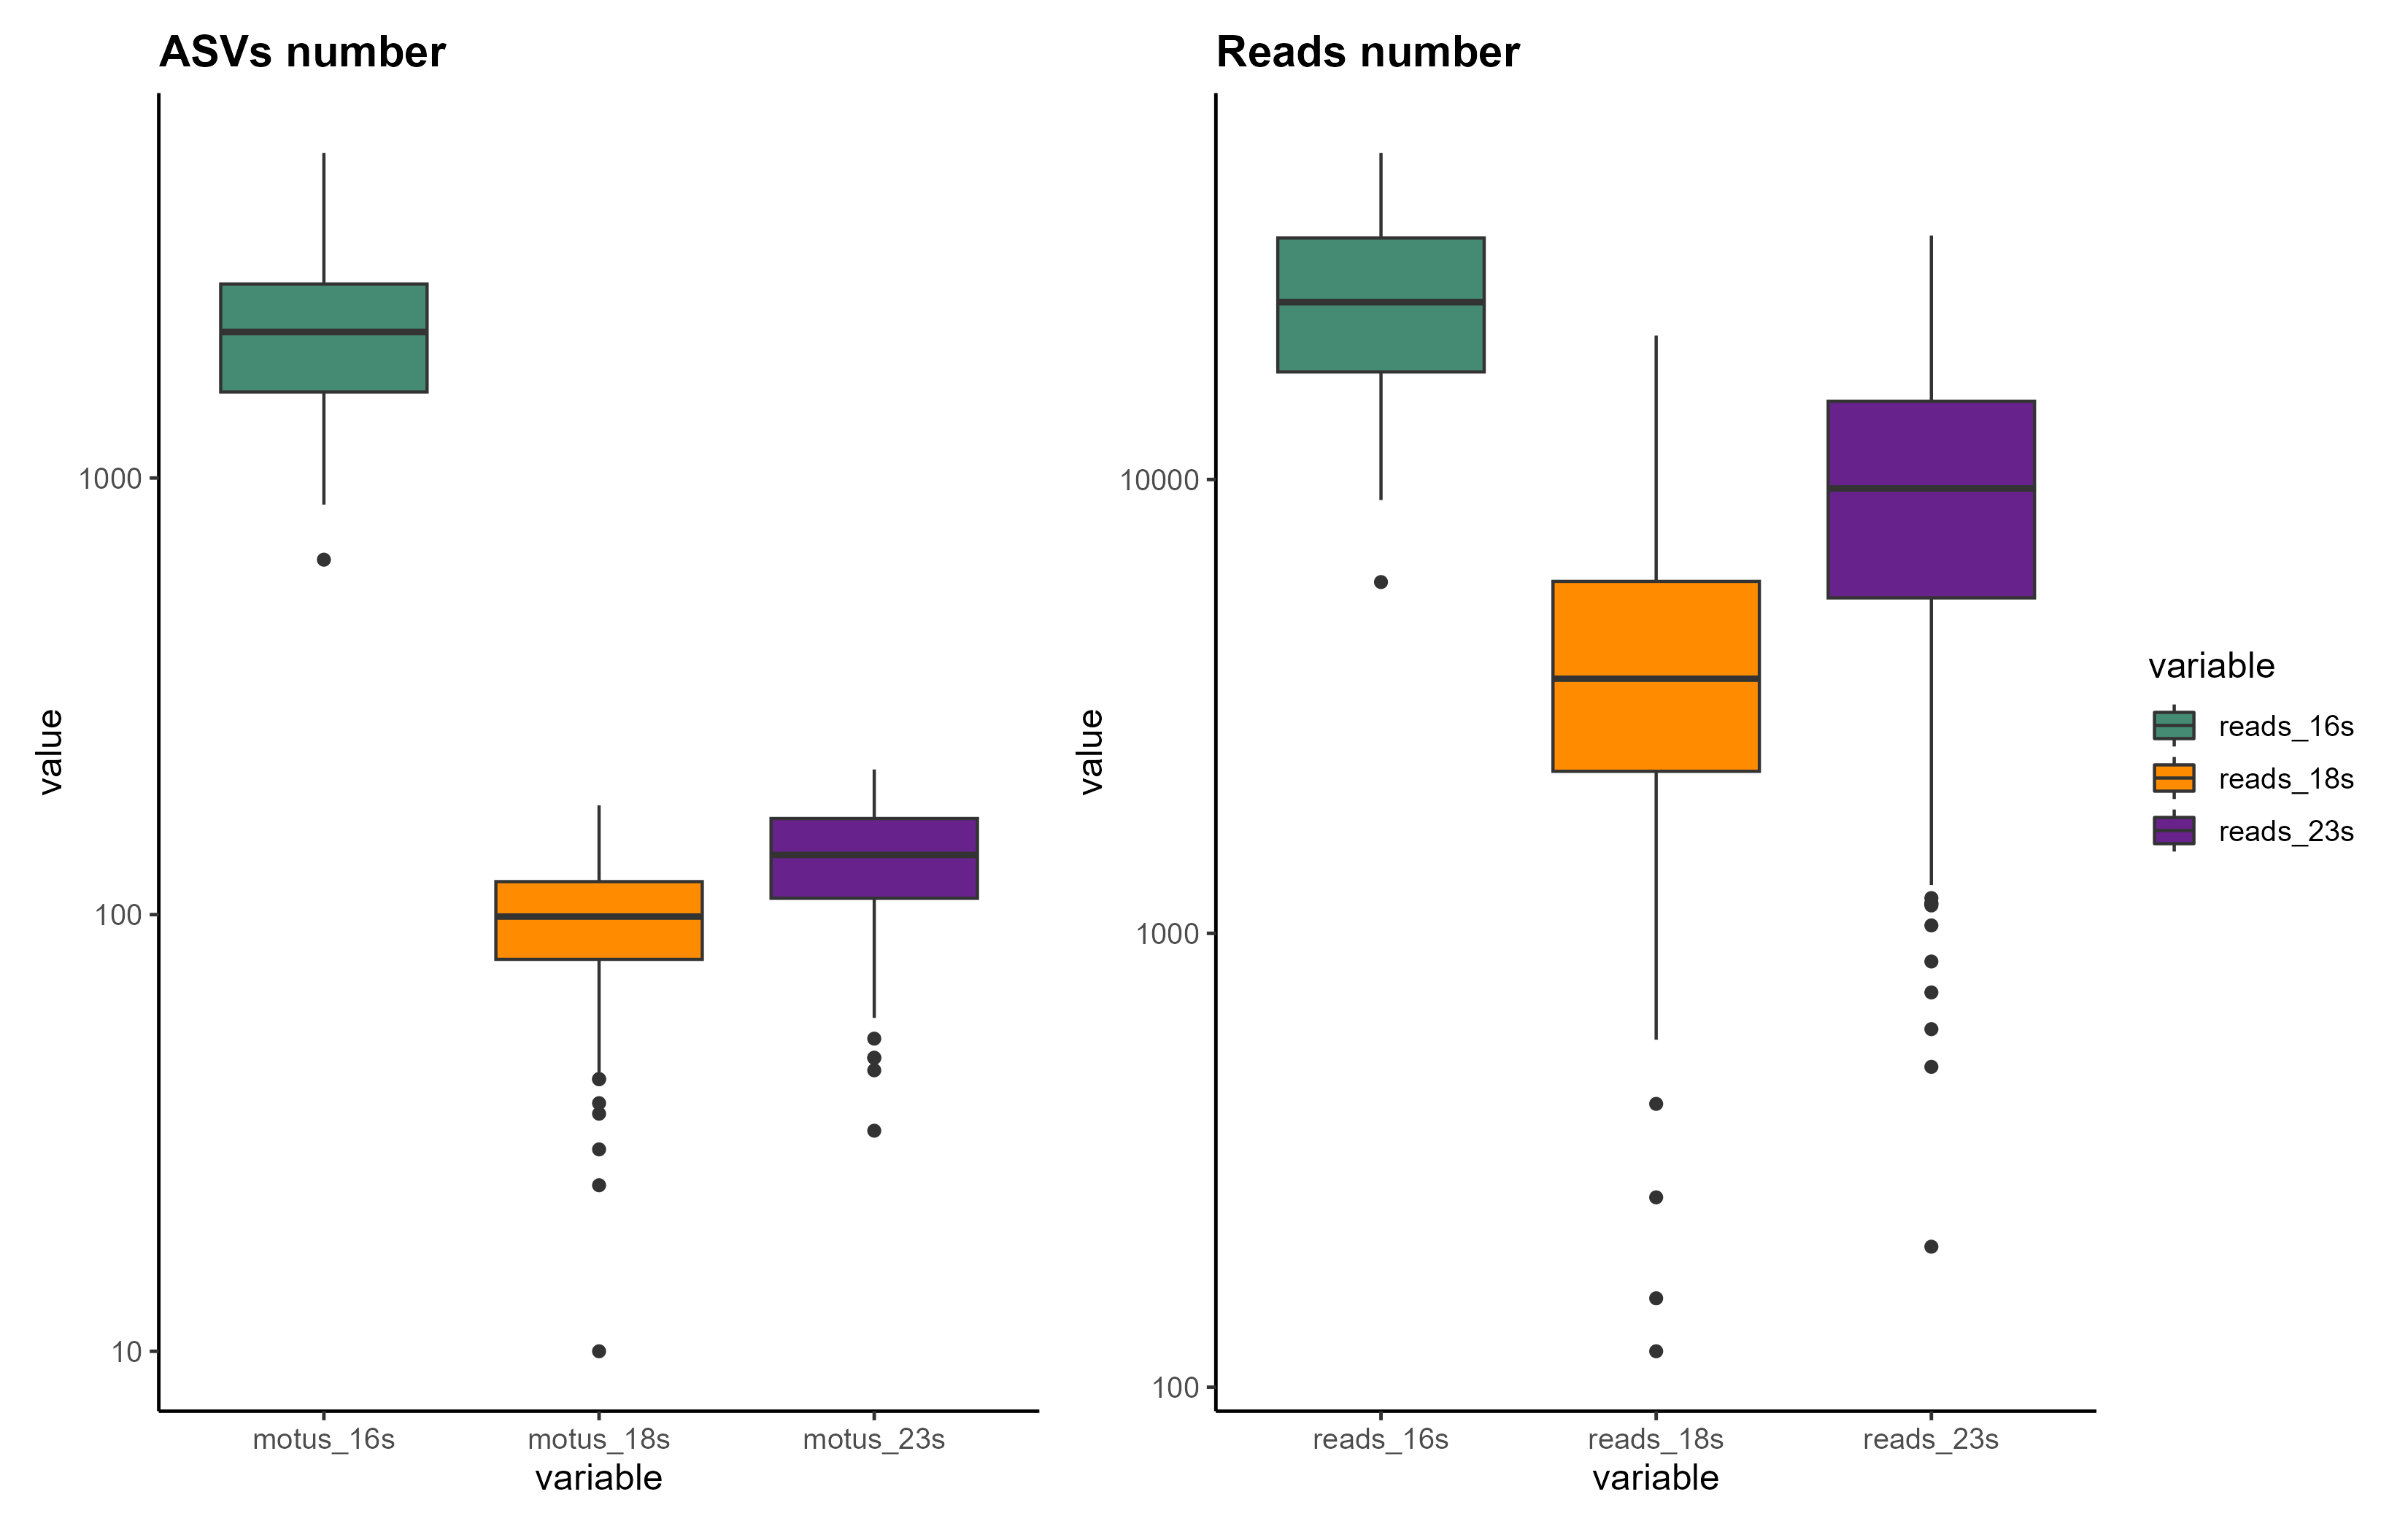 ASVs number
value
1000
100
10
motus_16s
motus_18s
motus_23s
variable
Reads number
value
10000
1000
100
reads_16s
reads_18s
reads_23s
variable
variable
reads_16s
reads_18s
reads_23s